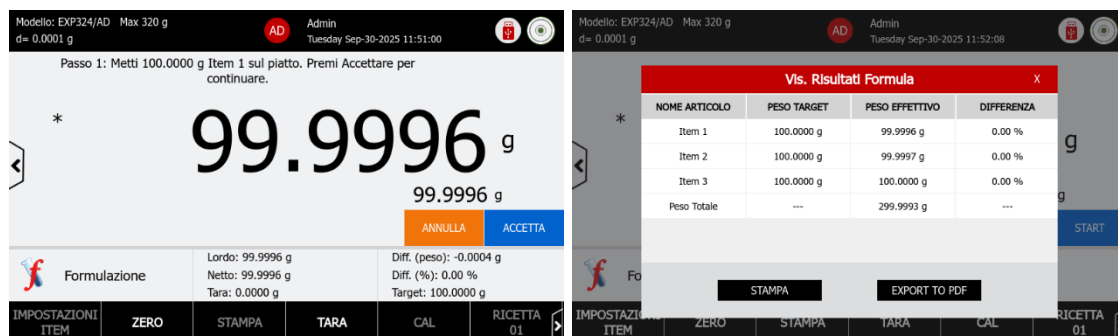 Modello: EXP324/AD Max 320 g
d= 0.0001 g
AD
Admin
Tuesday Sep-30-2025 11:51:00
Passo 1: Metti 100.0000 g Item 1 sul piatto. Premi Accettare per
continuare.
*
99.9996 g
99.9996 g
ANNULLA
ACCETTA
Formulazione
Lordo: 99.9996 g
Netto: 99.9996 g
Tara: 0.0000 g
Diff. (peso): -0.0004 g
Diff. (%): 0.00 %
Target: 100.0000 g
IMPOSTAZIONI
ITEM
ZERO
STAMPA
TARA
CAL
RICETTA
01
Modello: EXP324/AD Max 320 g
d= 0.0001 g
AD
Admin
Tuesday Sep-30-2025 11:52:08
Vis. Risultati Formula X
NOME ARTICOLO PESO TARGET PESO EFFETTIVO DIFFERENZA
Item 1 100.0000 g 99.9996 g 0.00 %
Item 2 100.0000 g 99.9997 g 0.00 %
Item 3 100.0000 g 100.0000 g 0.00 %
Peso Totale --- 299.9993 g ---
STAMPA
EXPORT TO PDF
*
g
g
START
Fo
IMPOSTAZIONI
ITEM
ZERO
STAMPA
TARA
CAL
RICETTA
01